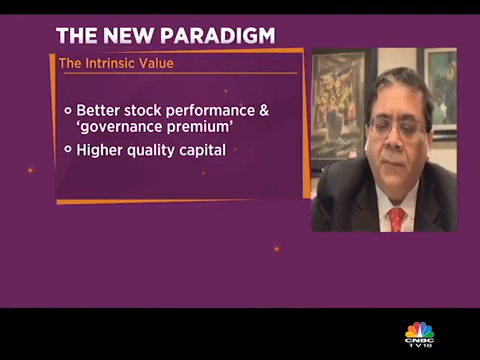 THE NEW PARADIGM
The Intrinsic Value
Better stock performance &
‘governance premium’
Higher quality capital
CNBC
TV18